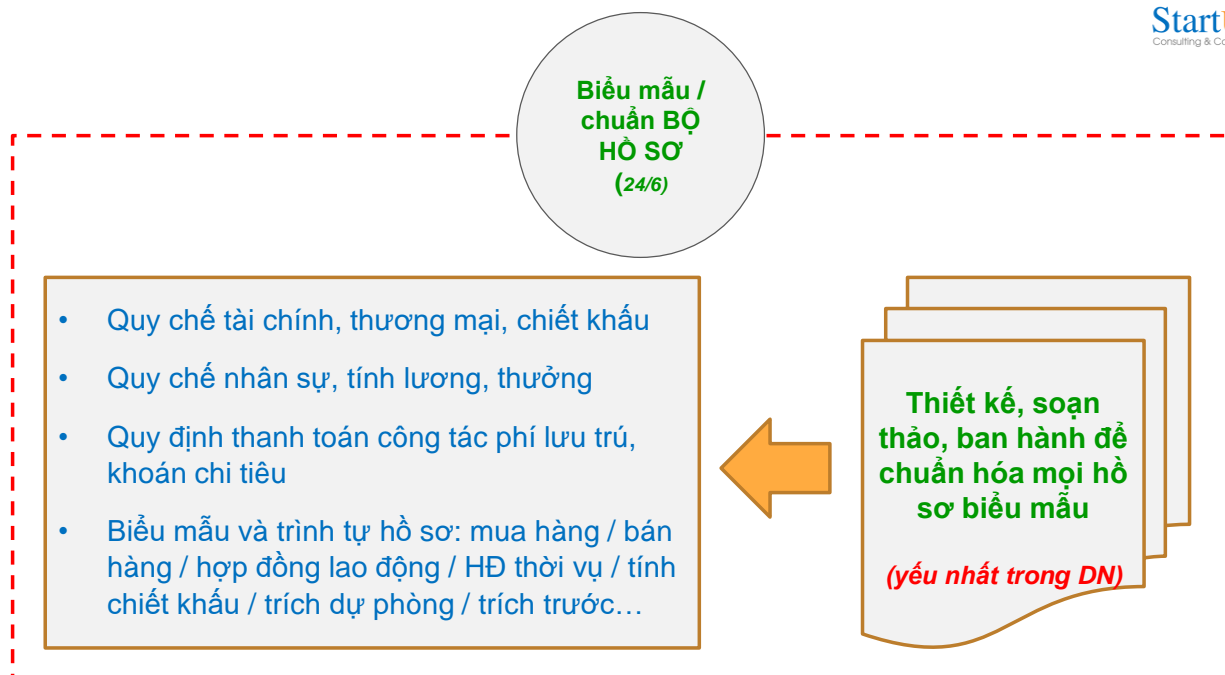 Start
Consulting & Co
Biểu mẫu /
chuẩn BỘ
HỒ SƠ
(24/6)
• Quy chế tài chính, thương mại, chiết khấu
• Quy chế nhân sự, tính lương, thưởng
• Quy định thanh toán công tác phí lưu trú,
khoán chi tiêu
• Biểu mẫu và trình tự hồ sơ: mua hàng / bán
hàng / hợp đồng lao động / HĐ thời vụ / tính
chiết khấu / trích dự phòng / trích trước…
Thiết kế, soạn
thảo, ban hành để
chuẩn hóa mọi hồ
sơ biểu mẫu
(yếu nhất trong DN)